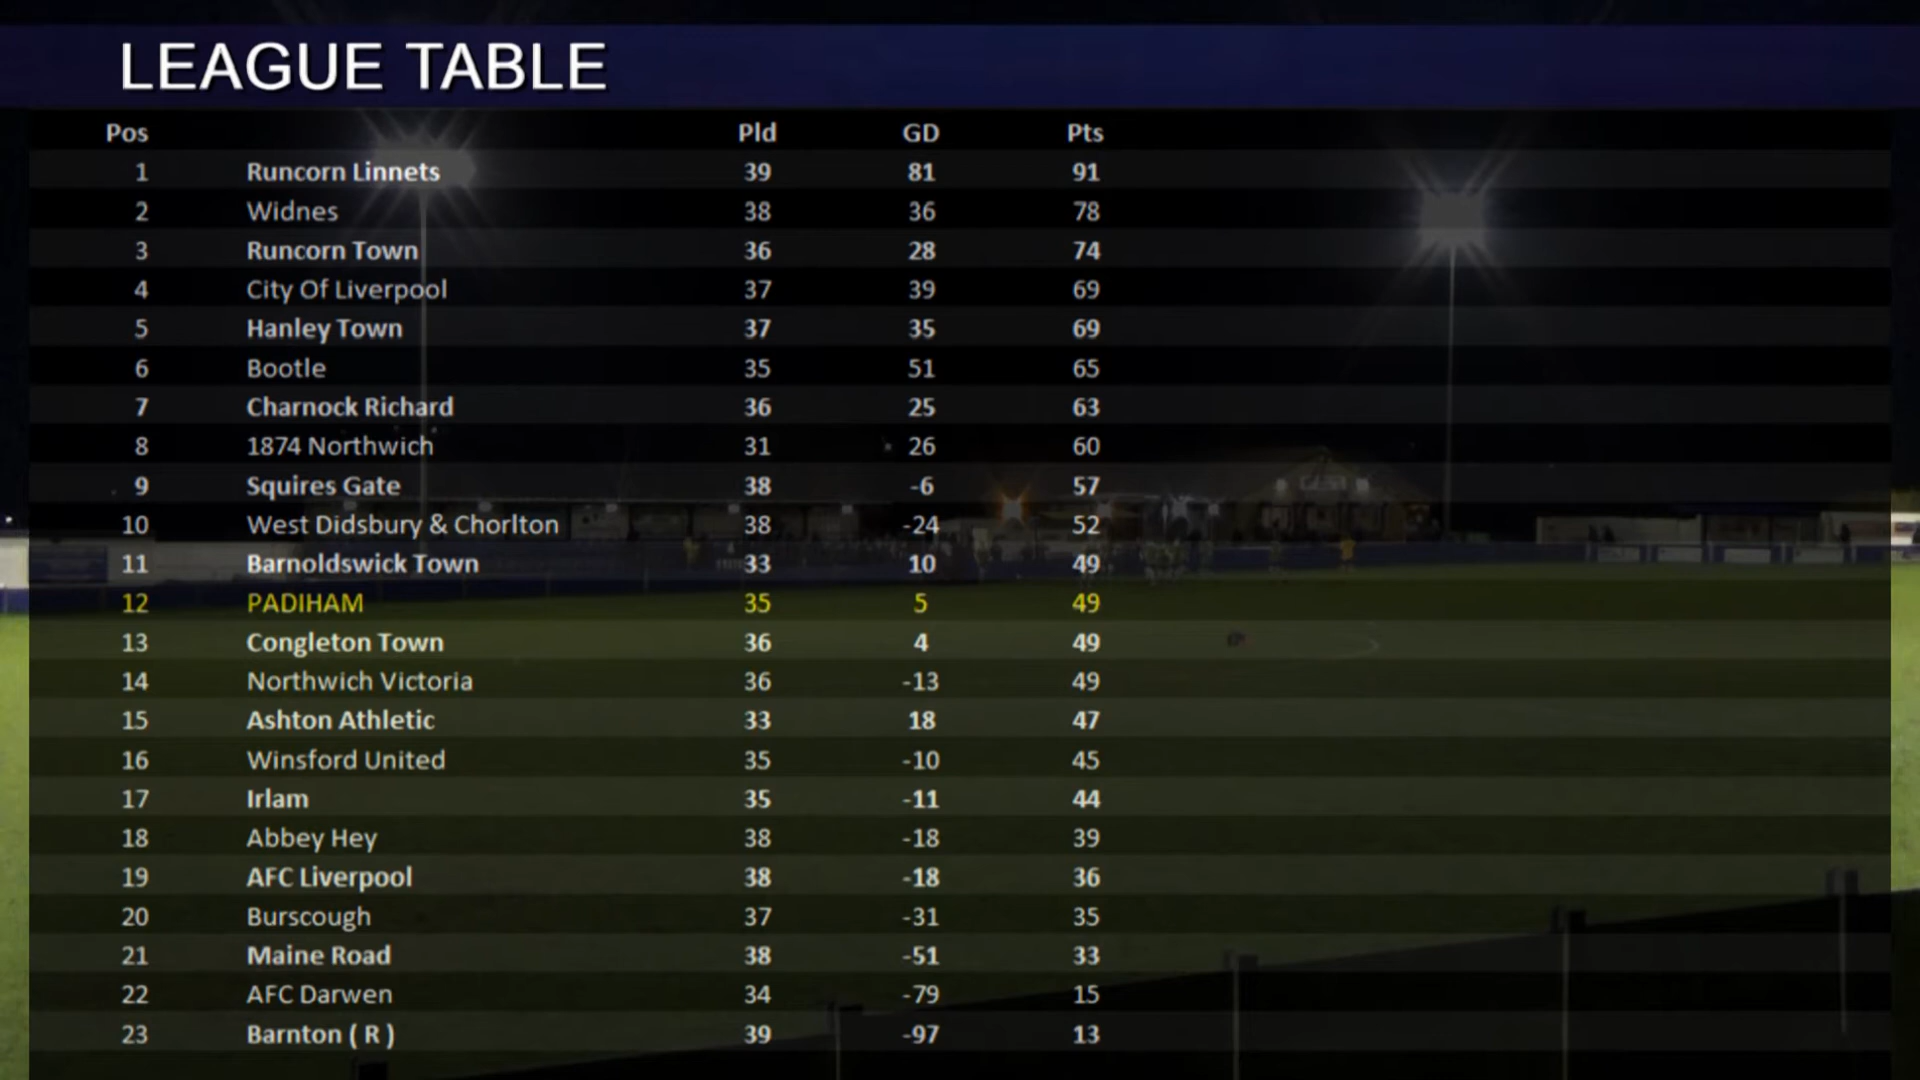 LEAGUE TABLE
Pos Pld GD Pts
1 Runcorn Linnets 39 81 91
2 Widnes 38 36 78
3 Runcorn Town 36 28 74
4 City Of Liverpool 37 39 69
5 Hanley Town 37 35 69
6 Bootle 35 51 65
7 Charnock Richard 36 25 63
8 1874 Northwich 31 26 60
9 Squires Gate 38 -6 57
10 West Didsbury & Chorlton 38 -24 52
11 Barnoldswick Town 33 10 49
12 PADIHAM 35 5 49
13 Congleton Town 36 4 49
14 Northwich Victoria 36 -13 49
15 Ashton Athletic 33 18 47
16 Winsford United 35 -10 45
17 Irlam 35 -11 44
18 Abbey Hey 38 -18 39
19 AFC Liverpool 38 -18 36
20 Burscough 37 -31 35
21 Maine Road 38 -51 33
22 AFC Darwen 34 -79 15
23 Barnton ( R ) 39 -97 13